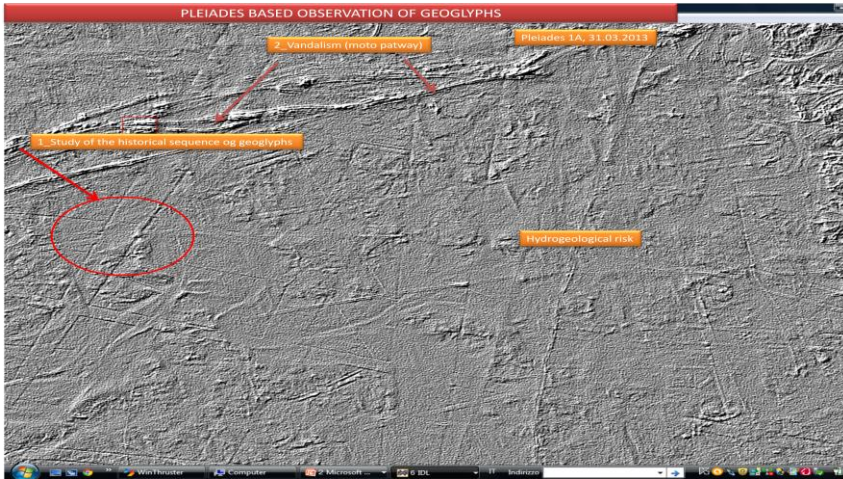 PLEIADES BASED OBSERVATION OF GEOGLYPHS
Pleiades 1A, 31.03.2013
2_Vandalism (moto patway)
1_Study of the historical sequence og geoglyphs
Hydrogeological risk
WinThruster
Computer
2 Microsoft ...
6 IDL
Indirizzo